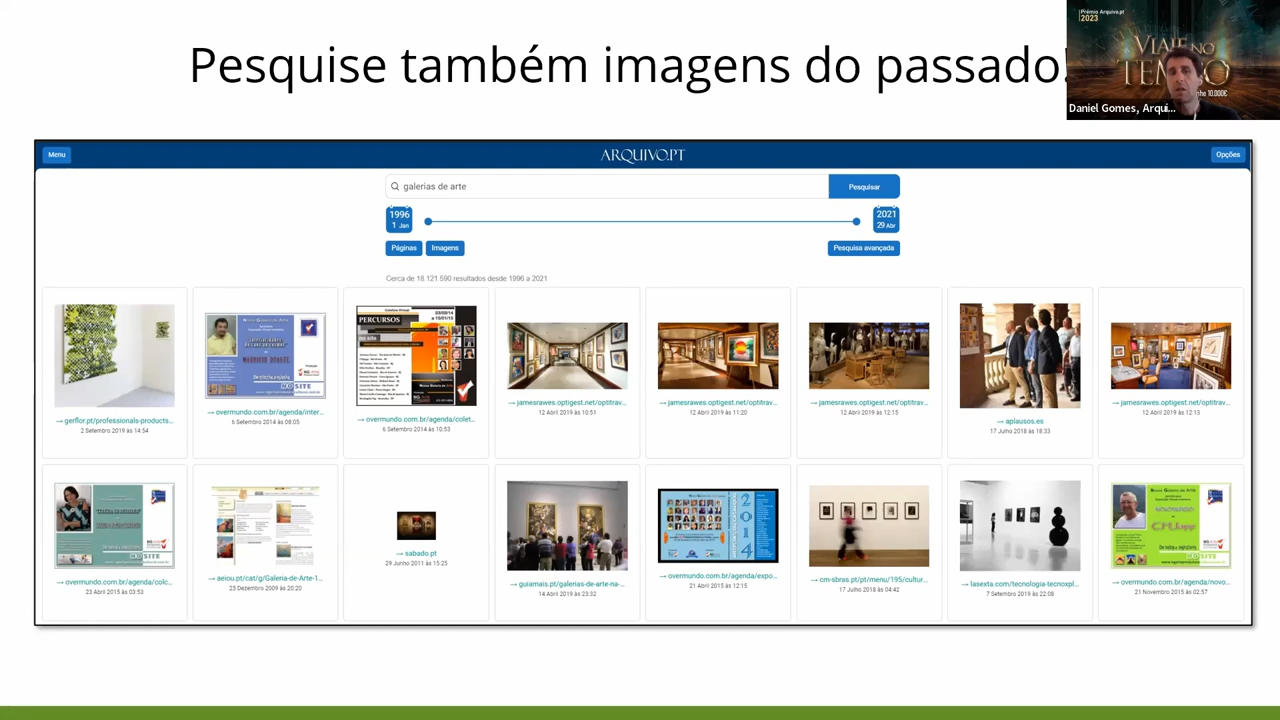 Pesquise também imagens do passado!
Prémio Arquivo.pt
2023
VIAJE NO
TEMPO
10.000€
Daniel Gomes, Arqui...
Menu
ARQUIVO.PT
Opções
galerias de arte
Pesquisar
1996
1 Jan
2021
29 Abr
Páginas
Imagens
Pesquisa avançada
Cerca de 18 121 590 resultados desde 1996 a 2021
PERCURSOS
→ gerflor.pt/professionals-products...
2 Setembro 2019 às 14:54
→ overmundo.com.br/agenda/inter...
6 Setembro 2014 às 08:05
→ overmundo.com.br/agenda/colet...
6 Setembro 2014 às 10:53
→ jamesrawes.optigest.net/optitrav...
12 Abril 2019 às 10:51
→ jamesrawes.optigest.net/optitrav...
12 Abril 2019 às 11:20
→ jamesrawes.optigest.net/optitrav...
12 Abril 2019 às 12:15
→ aplausos.es
17 Julho 2018 às 18:33
→ jamesrawes.optigest.net/optitrav...
12 Abril 2019 às 12:13
2014
→ overmundo.com.br/agenda/colc...
23 Abril 2015 às 03:53
→ aeiou.pt/cat/g/Galeria-de-Arte-1...
25 Dezembro 2009 às 20:20
→ sabado.pt
29 Junho 2011 às 15:25
→ guiamais.pt/galerias-de-arte-na-...
14 Abril 2019 às 23:32
→ overmundo.com.br/agenda/expo...
21 Abril 2015 às 12:15
→ cm-sbras.pt/pt/menu/195/cultur...
17 Julho 2018 às 04:42
→ lasexta.com/tecnologia-tecnoxpl...
7 Setembro 2019 às 22:08
→ overmundo.com.br/agenda/novo...
21 Novembro 2015 às 02:57